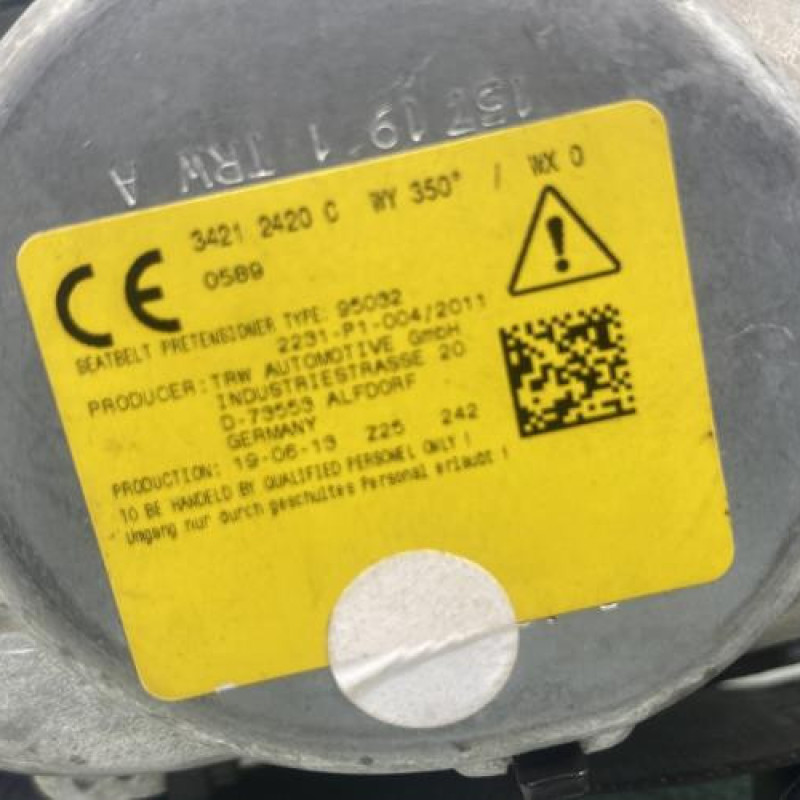 157 19 1 TRW A
3421 2420 C WY 350° / WX 0
CE 0589
SEATBELT PRETENSIONER TYPE: 95032
2231-P1-004/2011
PRODUCER: TRW AUTOMOTIVE GmbH
INDUSTRIESTRASSE 20
D-73553 ALFDORF
GERMANY
PRODUCTION: 19-06-13 Z25 242
TO BE HANDELED BY QUALIFIED PERSONEL ONLY !
Umgang nur durch geschultes Personal erlaubt !